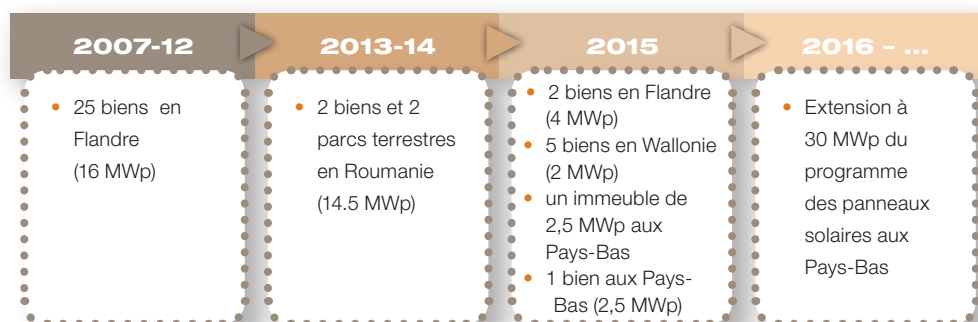 2007-12
• 25 biens en
Flandre
(16 MWp)
2013-14
• 2 biens et 2
parcs terrestres
en Roumanie
(14.5 MWp)
2015
• 2 biens en Flandre
(4 MWp)
• 5 biens en Wallonie
(2 MWp)
• un immeuble de
2,5 MWp aux
Pays-Bas
• 1 bien aux Pays-
Bas (2,5 MWp)
2016 – ...
• Extension à
30 MWp du
programme
des panneaux
solaires aux
Pays-Bas